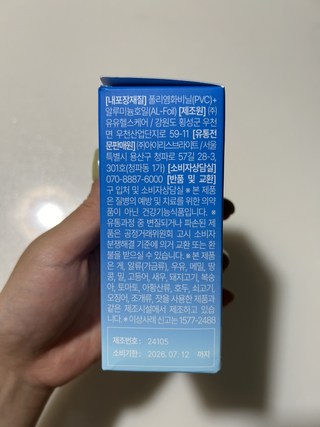 [내포장재질] 폴리염화비닐(PVC)+
알루미늄호일(AL-Foil) [제조원] ㈜
유유헬스케어 / 강원도 횡성군 우천
면 우천산업단지로 59-11 [유통전
문판매원] ㈜아이리스브라이트 /서울
특별시 용산구 청파로 57길 28-3,
301호(청파동 1가) [소비자상담실]
070-8887-6000 [반품 및 교환]
구 입처 및 소비자상담실 ※ 본 제품
은 질병의 예방 및 치료를 위한 의약
품이 아닌 건강기능식품입니다. ※
유통과정 중 변질되거나 파손된 제
품은 공정거래위원회 고시 소비자
분쟁해결 기준에 의거 교환 또는 환
불을 받으실 수 있습니다. ※ 본 제품
은 게, 알류(가금류), 우유, 메밀, 땅
콩, 밀, 고등어, 새우, 돼지고기, 복숭
아, 토마토, 아황산류, 호두, 쇠고기,
오징어, 조개류, 잣을 사용한 제품과
같은 제조시설에서 제조하고 있습
니다. ※ 이상사례 신고는 1577-2488
제조번호 : 24105
소비기한 : 2026. 07. 12 까지